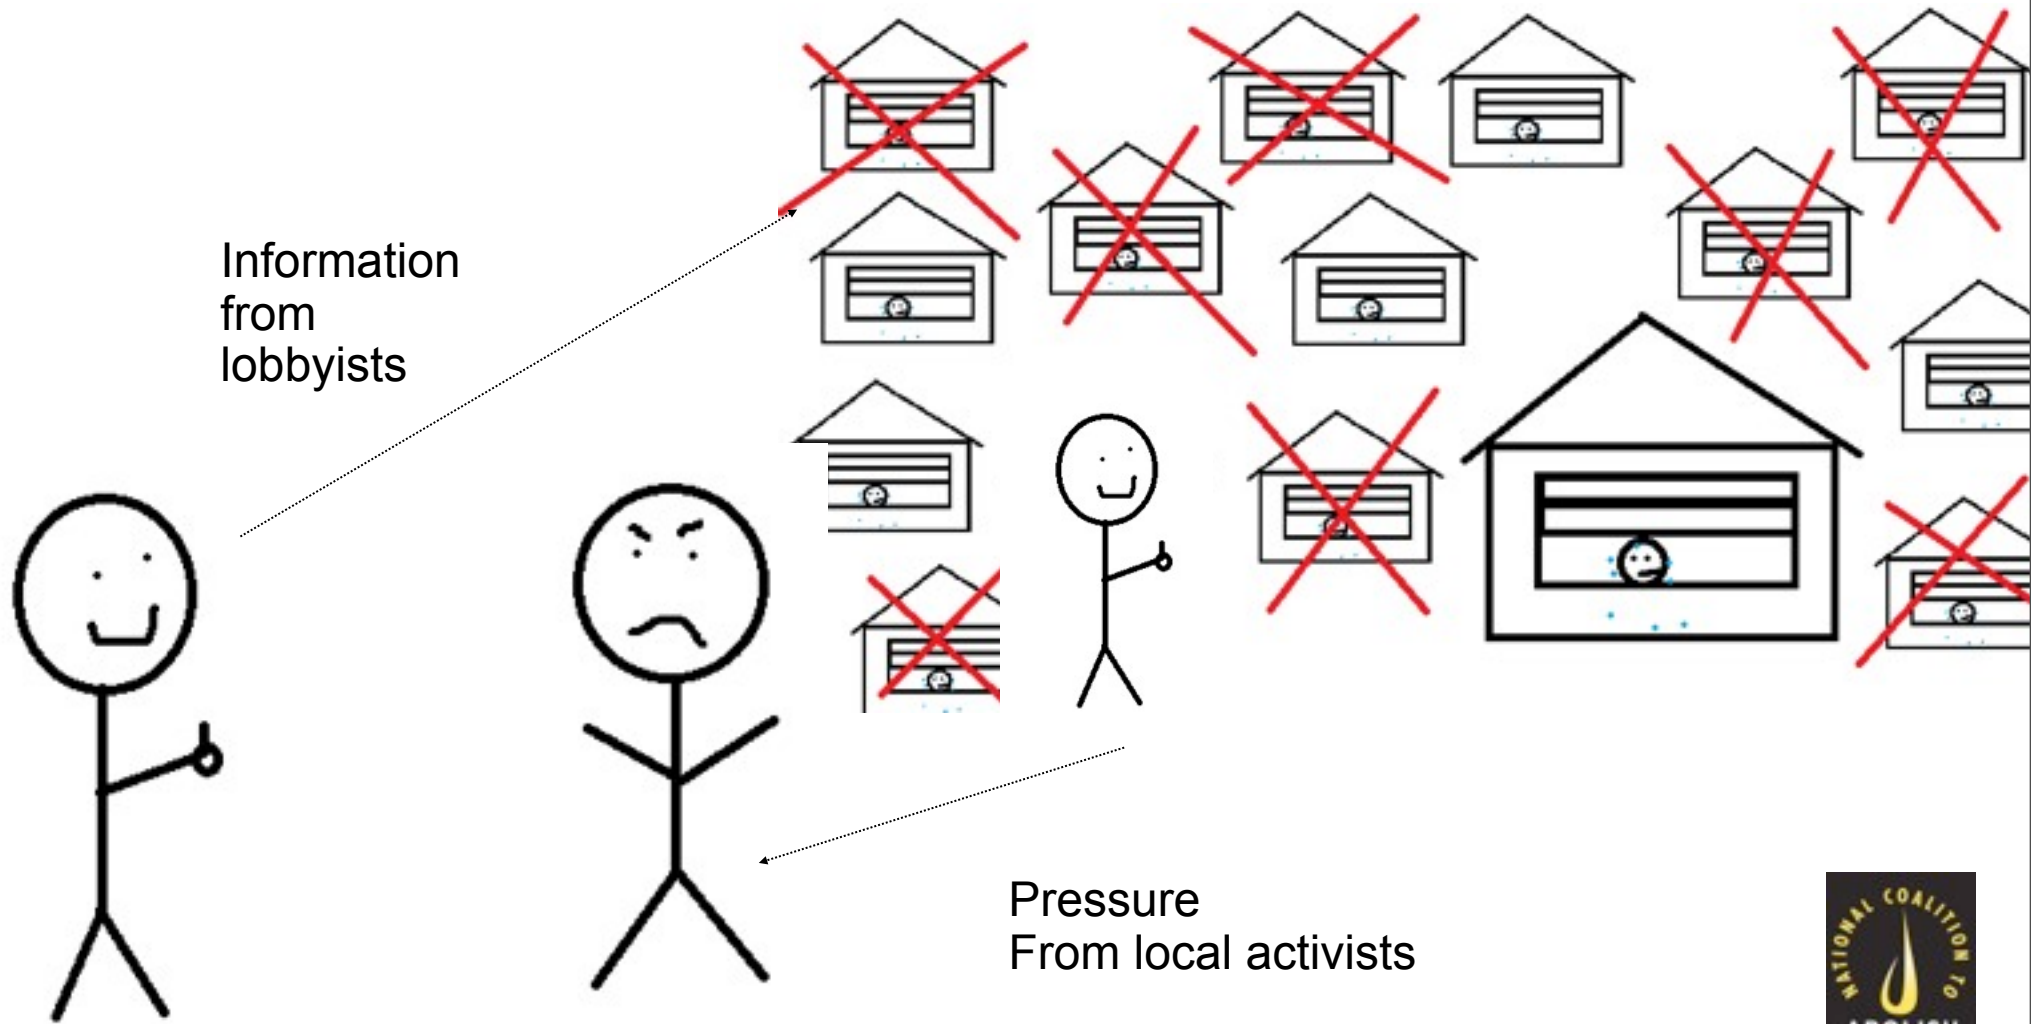 Information
from
lobbyists
Pressure
From local activists
NATIONAL COALITION TO